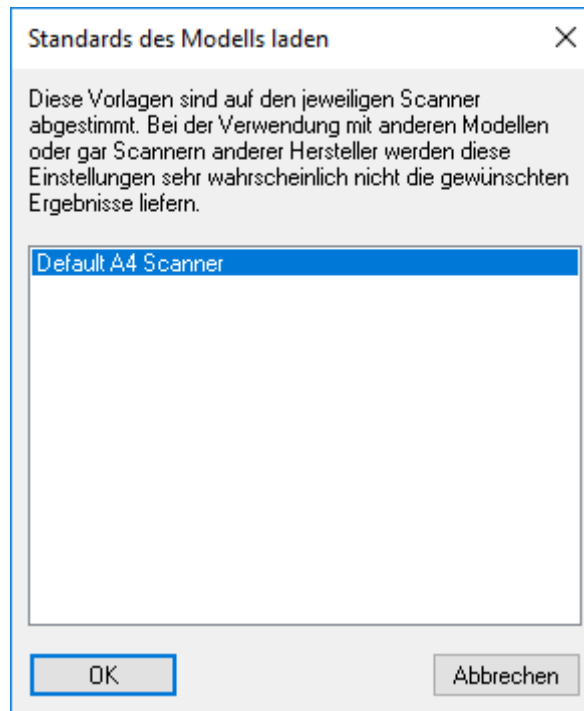 Standards des Modells laden
Diese Vorlagen sind auf den jeweiligen Scanner
abgestimmt. Bei der Verwendung mit anderen Modellen
oder gar Scannern anderer Hersteller werden diese
Einstellungen sehr wahrscheinlich nicht die gewünschten
Ergebnisse liefern.
Default A4 Scanner
OK
Abbrechen